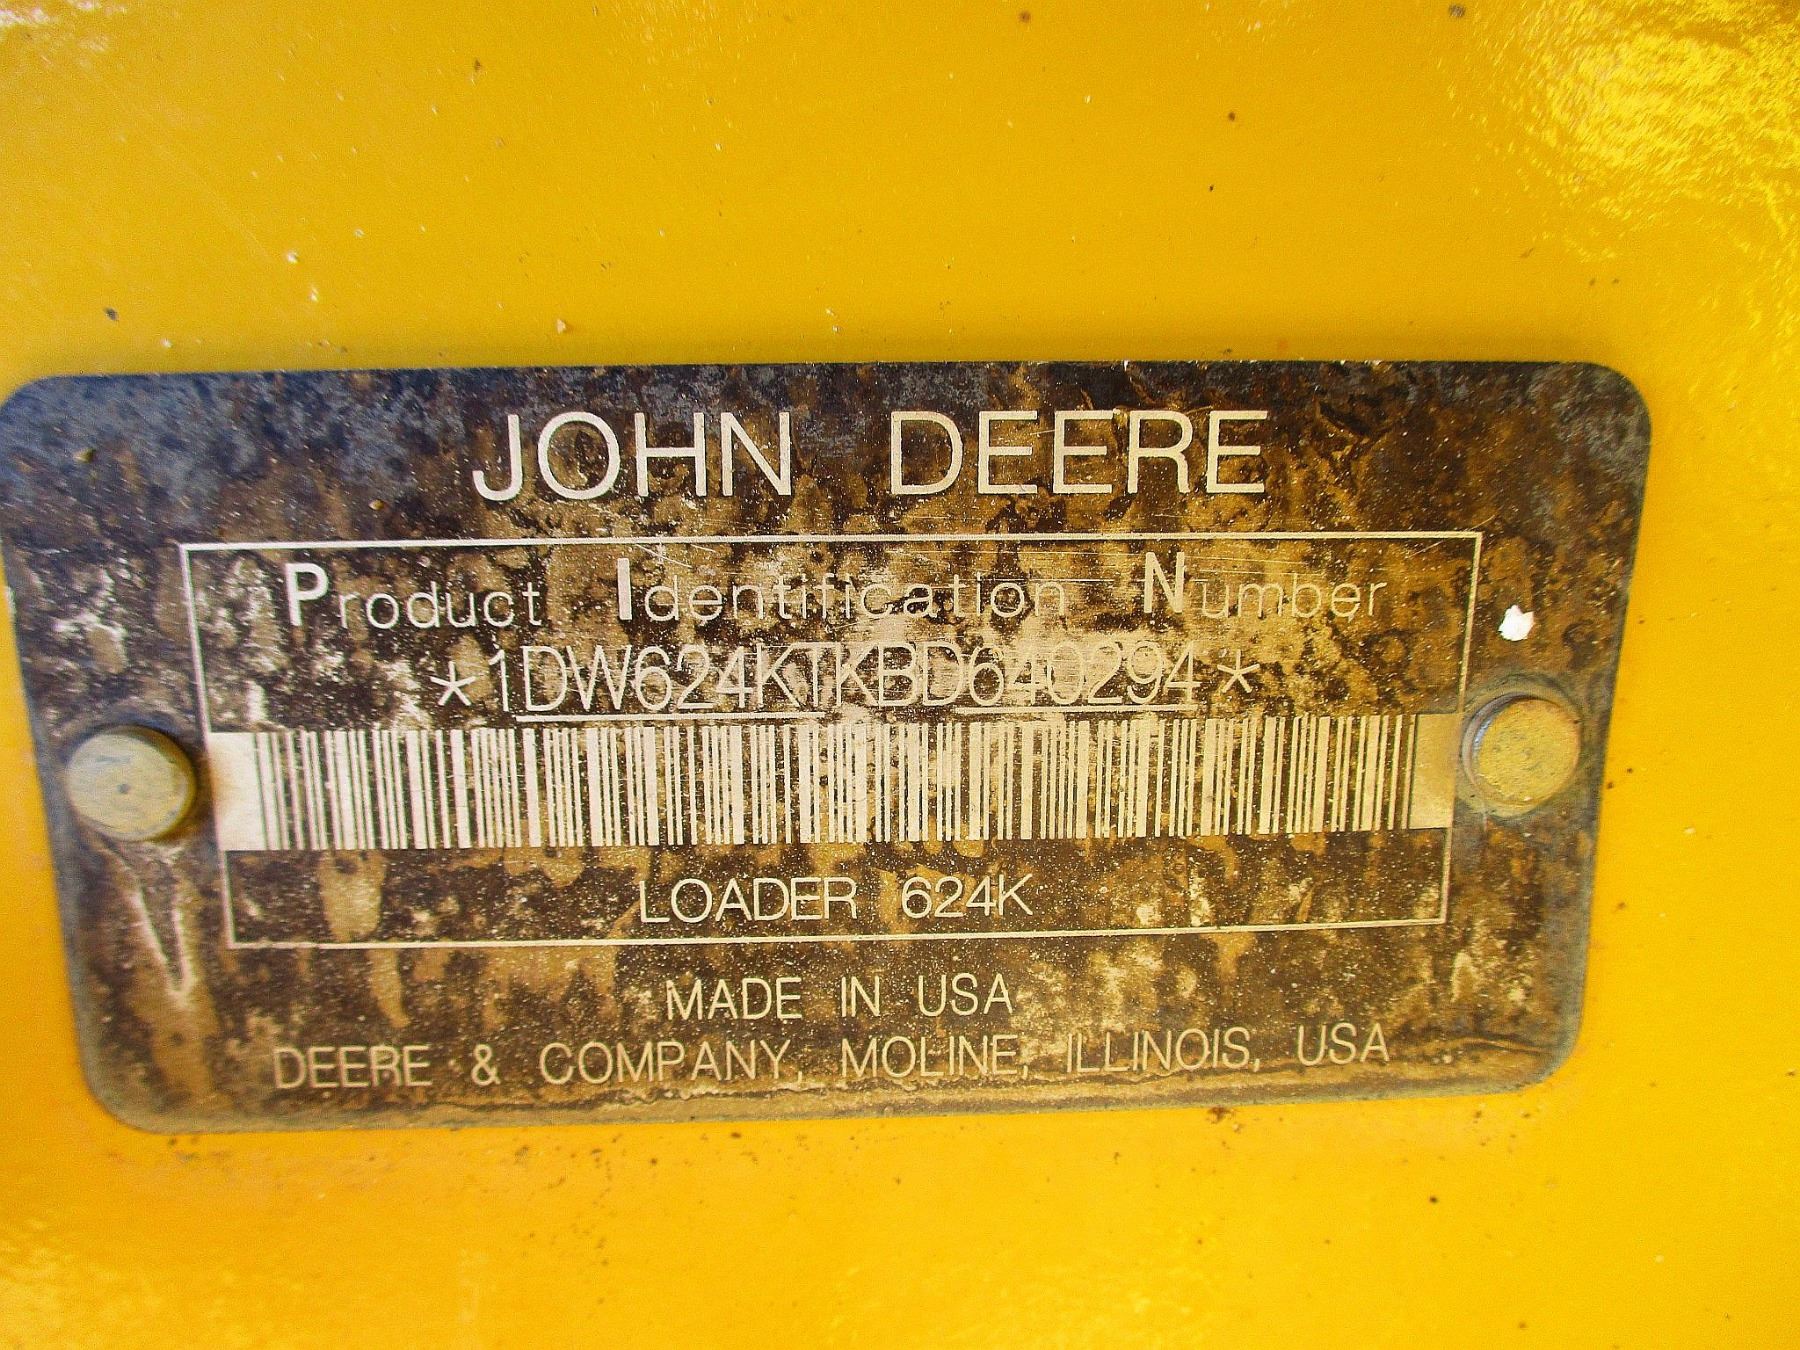 JOHN DEERE
Product Identification Number
*1DW624KTKBD640294*
LOADER 624K
MADE IN USA
DEERE & COMPANY, MOLINE, ILLINOIS, USA